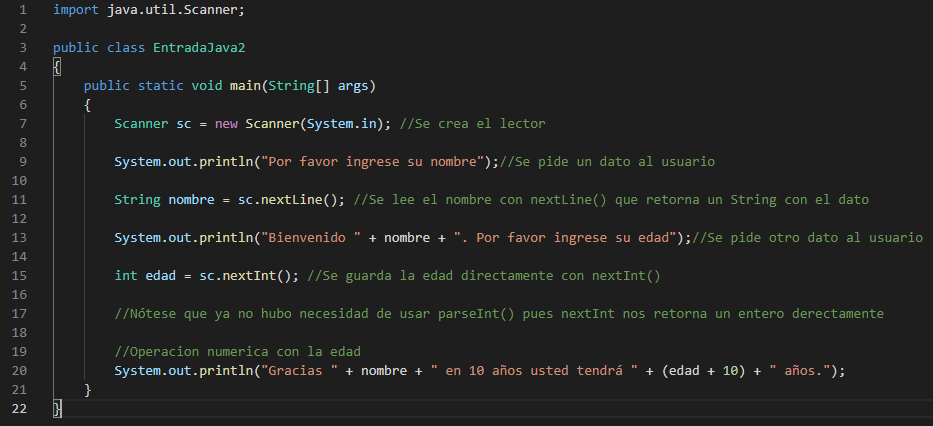 1 import java.util.Scanner;
2
3 public class EntradaJava2
4 {
5 public static void main(String[] args)
6 {
7 Scanner sc = new Scanner(System.in); //Se crea el lector
8
9 System.out.println("Por favor ingrese su nombre");//Se pide un dato al usuario
10
11 String nombre = sc.nextLine(); //Se lee el nombre con nextLine() que retorna un String con el dato
12
13 System.out.println("Bienvenido " + nombre + ". Por favor ingrese su edad");//Se pide otro dato al usuario
14
15 int edad = sc.nextInt(); //Se guarda la edad directamente con nextInt()
16
17 //Nótese que ya no hubo necesidad de usar parseInt() pues nextInt nos retorna un entero derectamente
18
19 //Operacion numerica con la edad
20 System.out.println("Gracias " + nombre + " en 10 años usted tendrá " + (edad + 10) + " años.");
21 }
22 }